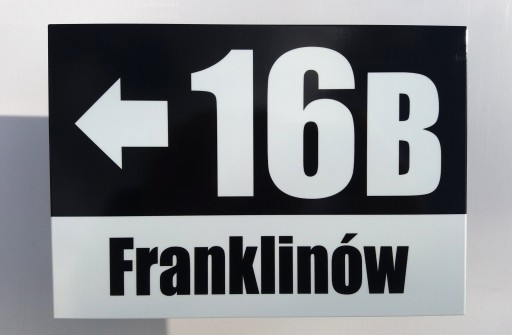 ← 16B
Franklinów